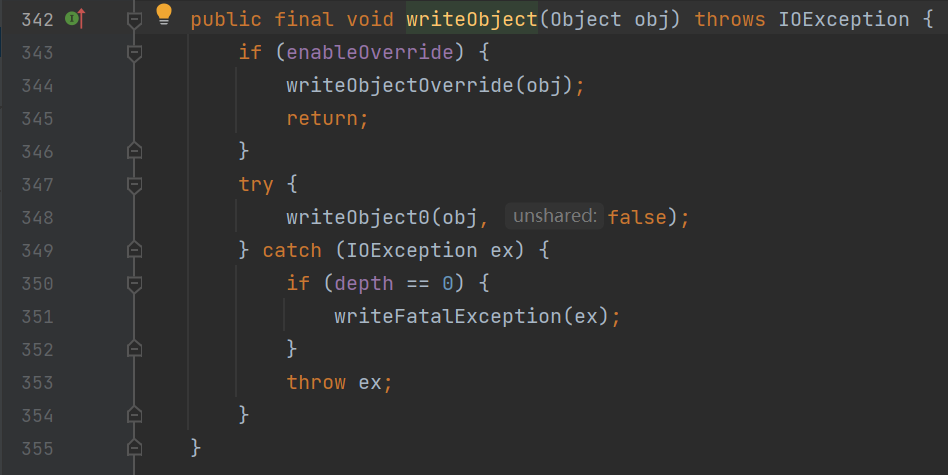 342 public final void writeObject(Object obj) throws IOException {
343 if (enableOverride) {
344 writeObjectOverride(obj);
345 return;
346 }
347 try {
348 writeObject0(obj, unshared: false);
349 } catch (IOException ex) {
350 if (depth == 0) {
351 writeFatalException(ex);
352 }
353 throw ex;
354 }
355 }